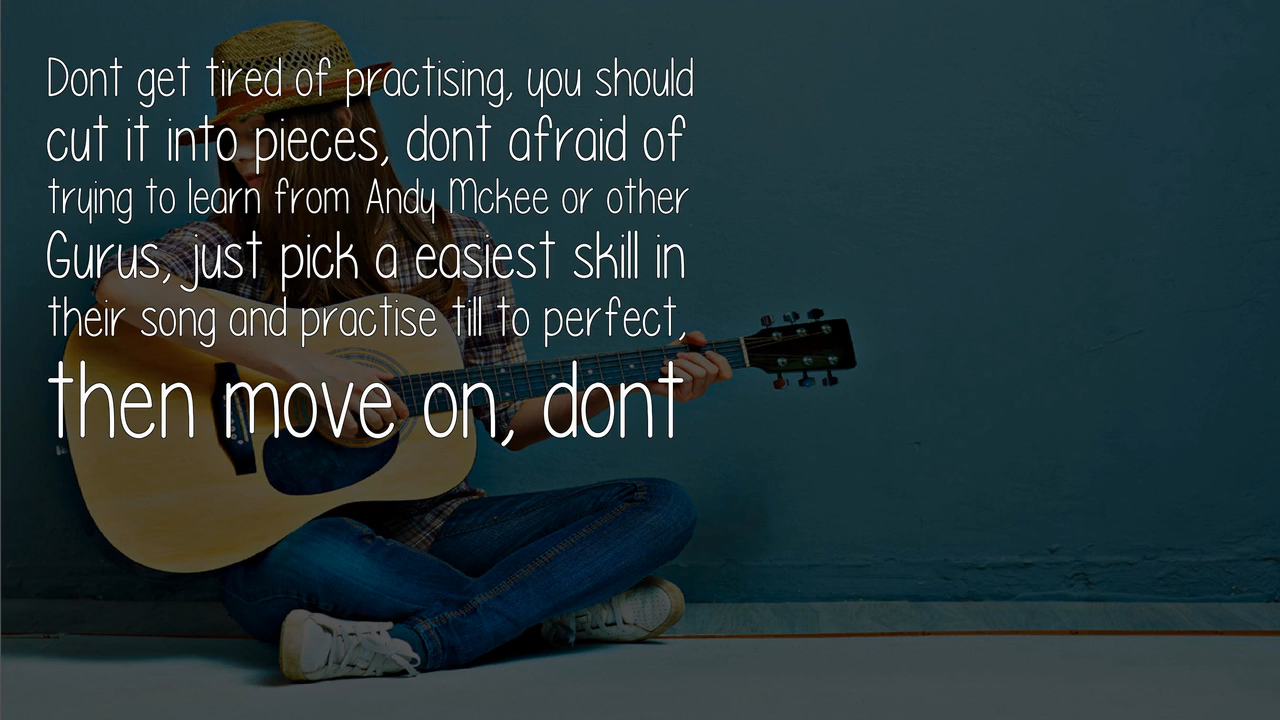 Dont get tired of practising, you should
cut it into pieces, dont afraid of
trying to learn from Andy Mckee or other
Gurus, just pick a easiest skill in
their song and practise till to perfect,
then move on, dont